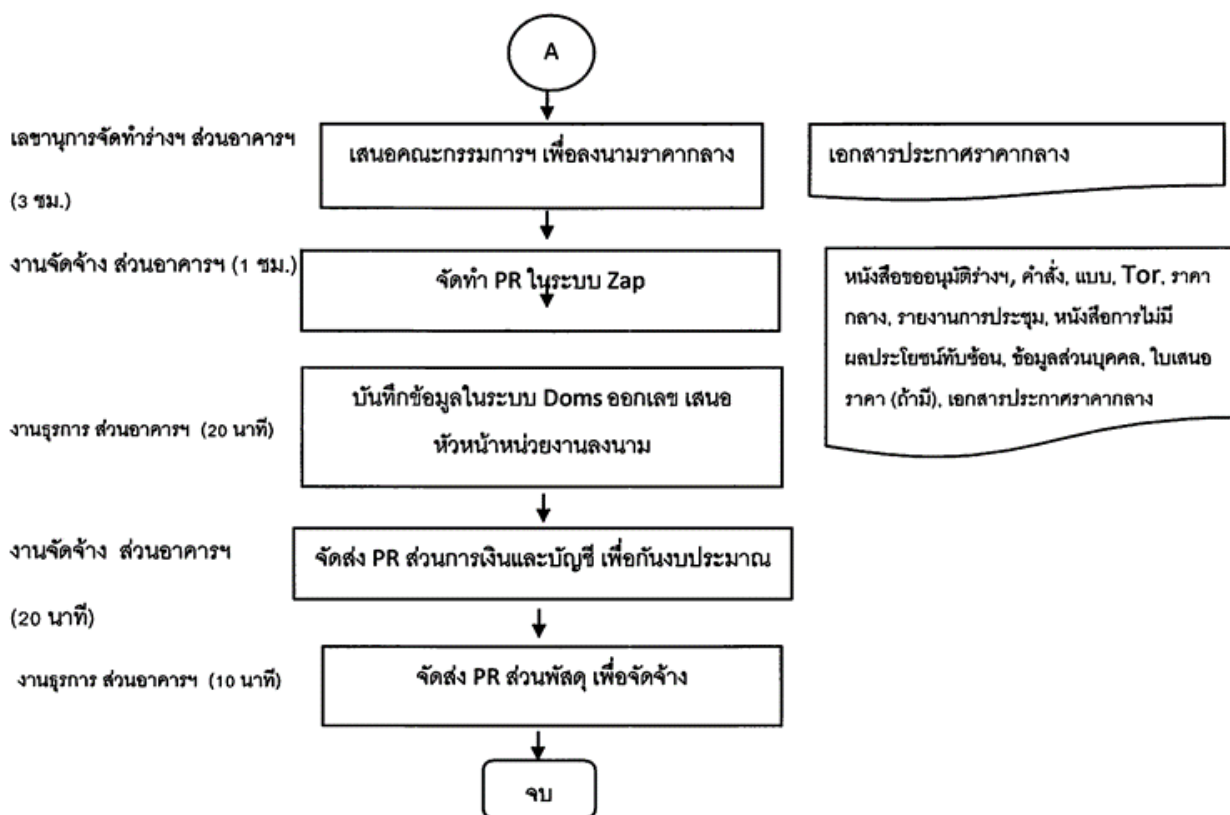 A
เลขานุการจัดทำร่างฯ ส่วนอาคารฯ
(3 ชม.)
เสนอคณะกรรมการฯ เพื่อลงนามราคากลาง
เอกสารประกาศราคากลาง
งานจัดจ้าง ส่วนอาคารฯ (1 ชม.)
จัดทำ PR ในระบบ Zap
หนังสือขออนุมัติร่างฯ, คำสั่ง, แบบ, Tor, ราคา
กลาง, รายงานการประชุม, หนังสือการไม่มี
ผลประโยชน์ทับซ้อน, ข้อมูลส่วนบุคคล, ใบเสนอ
ราคา (ถ้ามี), เอกสารประกาศราคากลาง
งานธุรการ ส่วนอาคารฯ (20 นาที)
บันทึกข้อมูลในระบบ Doms ออกเลข เสนอ
หัวหน้าหน่วยงานลงนาม
งานจัดจ้าง ส่วนอาคารฯ
(20 นาที)
จัดส่ง PR ส่วนการเงินและบัญชี เพื่อกันงบประมาณ
งานธุรการ ส่วนอาคารฯ (10 นาที)
จัดส่ง PR ส่วนพัสดุ เพื่อจัดจ้าง
จบ